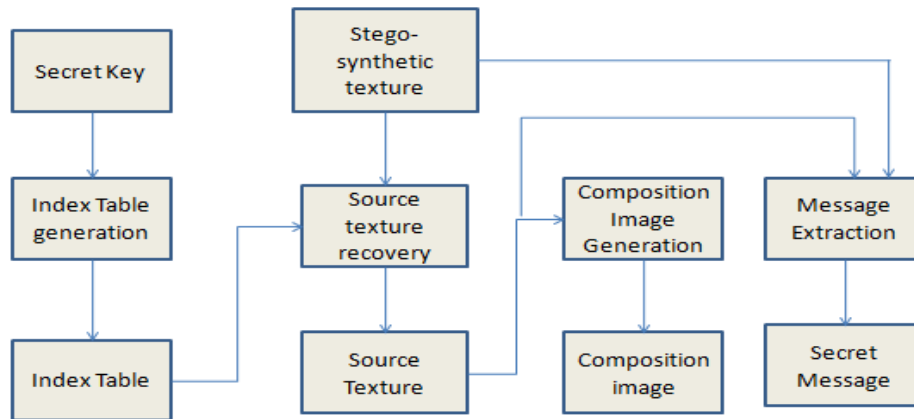 Secret Key
Stego-
synthetic
texture
Index Table
generation
Source
texture
recovery
Composition
Image
Generation
Message
Extraction
Index Table
Source
Texture
Composition
image
Secret
Message